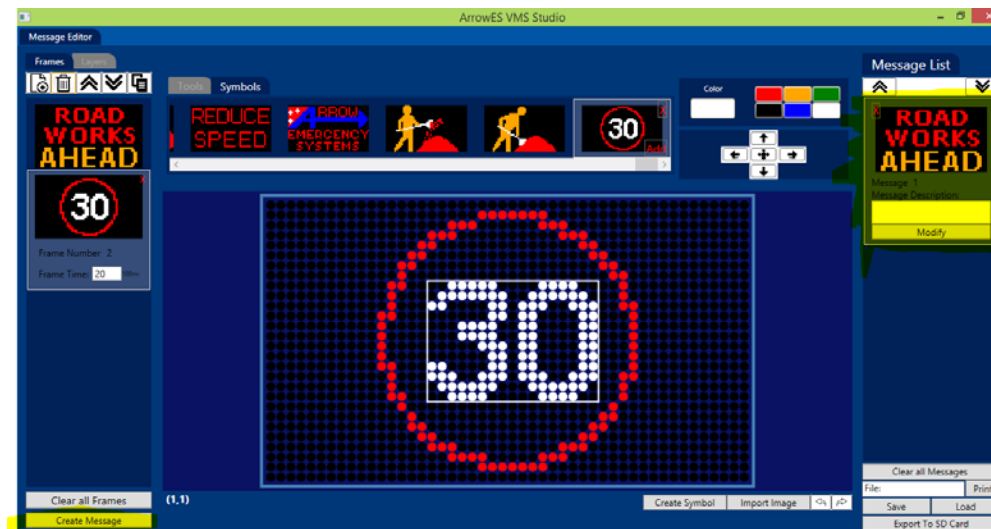 ArrowES VMS Studio
Message Editor
Frames
Layers
ROAD
WORKS
AHEAD
X
30
Frame Number: 2
Frame Time: 20
Clear all Frames
Create Message
Tools
Symbols
REDUCE
SPEED
ARROW
EMERGENCY
SYSTEMS
30
X
Add
Color
30
(1,1)
Create Symbol
Import Image
Message List
X
ROAD
WORKS
AHEAD
Message 1
Message Description:
Modify
Clear all Messages
File:
Print
Save
Load
Export To SD Card